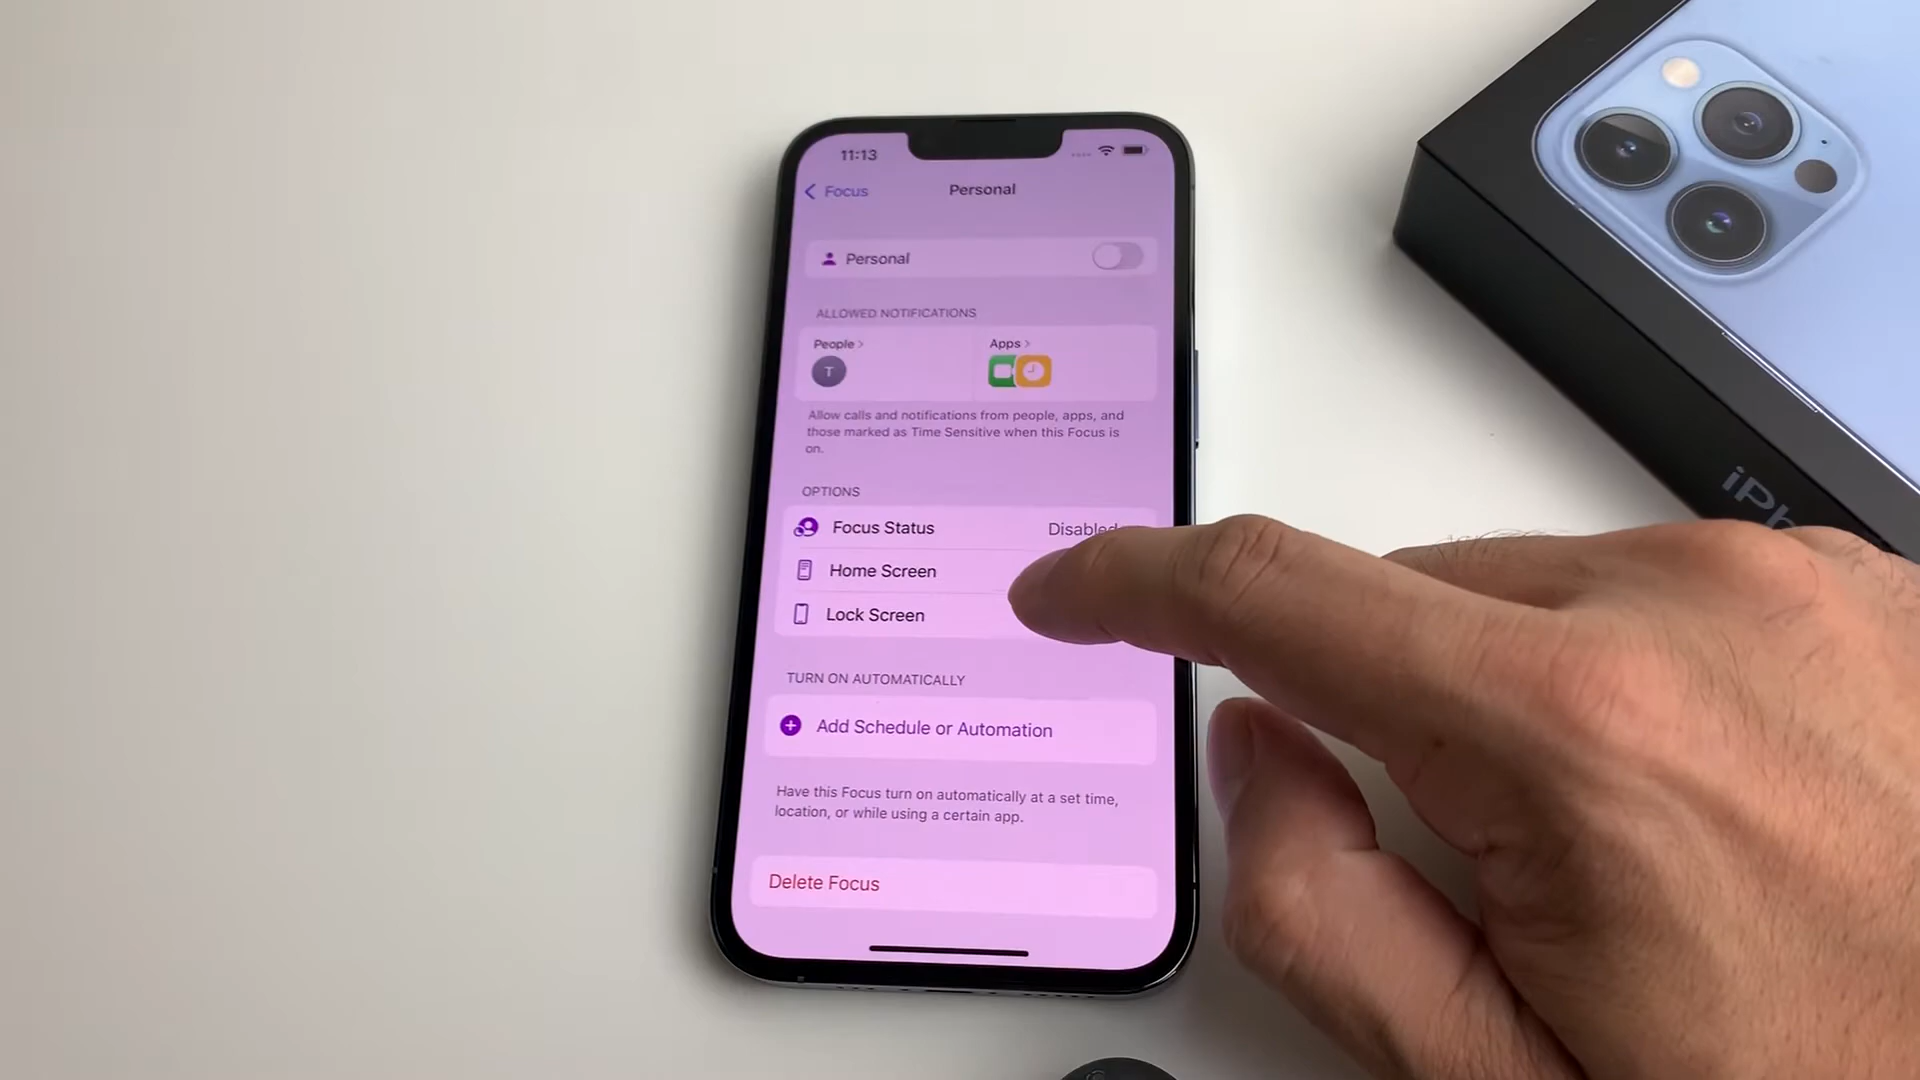 11:13
Focus
Personal
Personal
ALLOWED NOTIFICATIONS
People
Apps
T
Allow calls and notifications from people, apps, and
those marked as Time Sensitive when this Focus is
on.
OPTIONS
Focus Status
Disabled
Home Screen
Lock Screen
TURN ON AUTOMATICALLY
Add Schedule or Automation
Have this Focus turn on automatically at a set time,
location, or while using a certain app.
Delete Focus
iPh